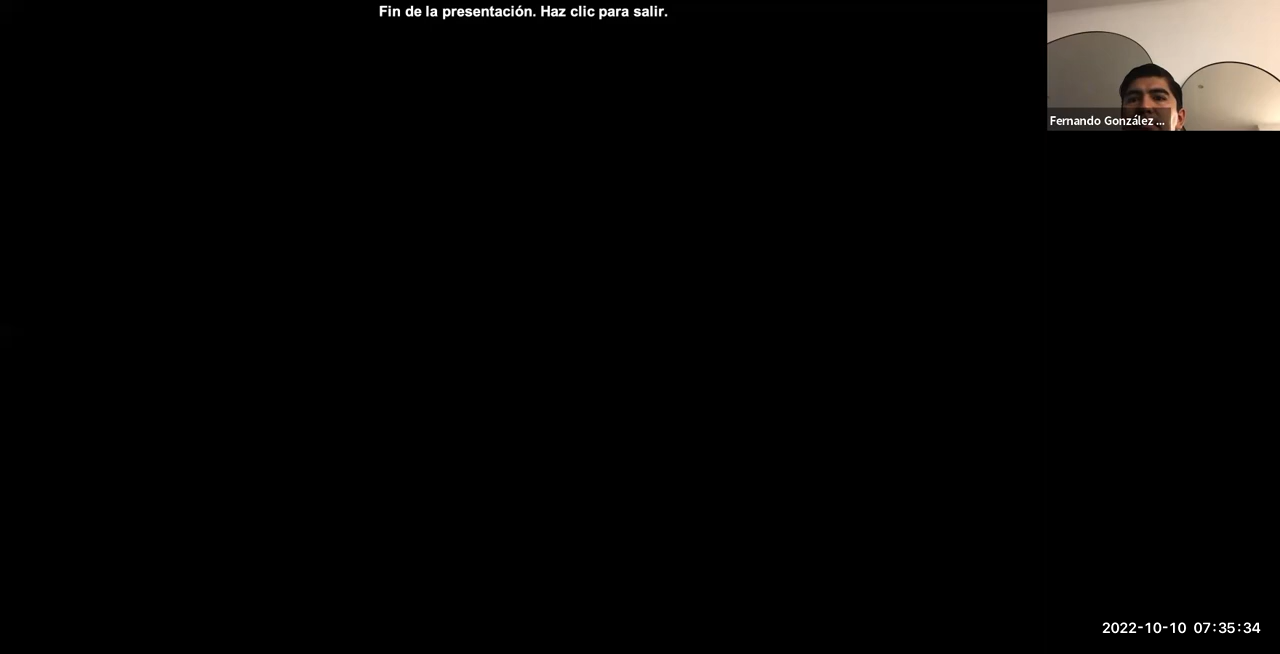 Fin de la presentación. Haz clic para salir.
Fernando González ...
2022-10-10 07:35:34